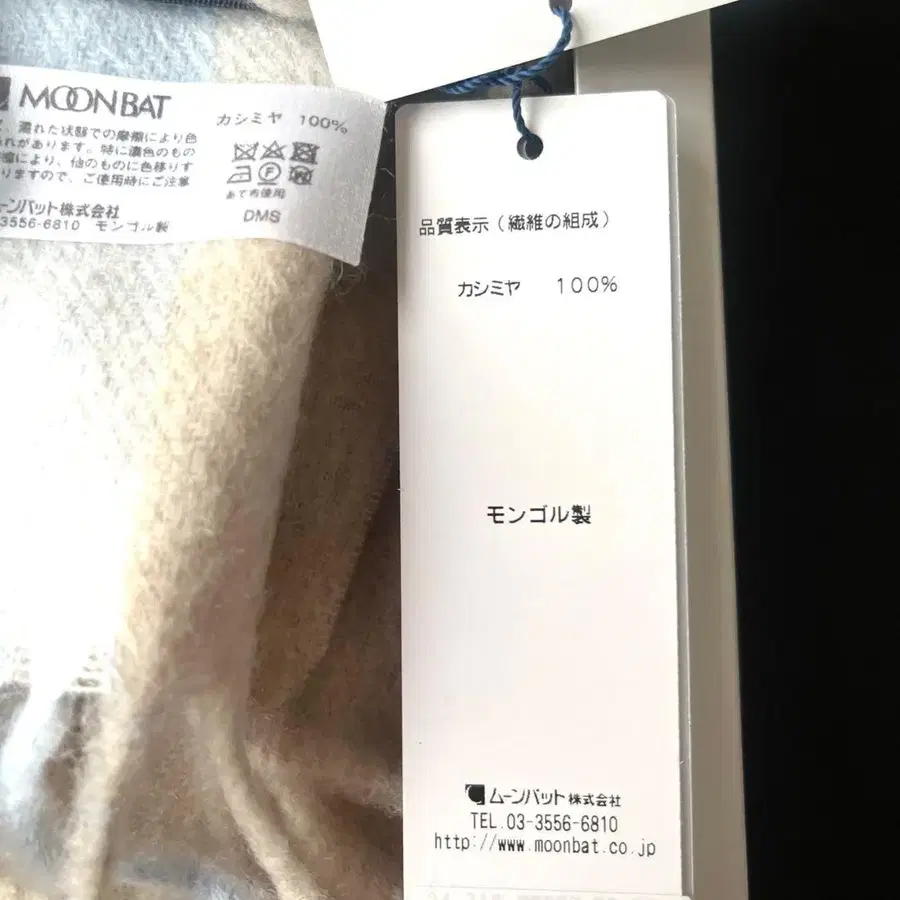 MOONBAT
カシミヤ 100%
濡れた状態での摩擦により色
れがあります。特に濃色のもの
により、他のものに色移りす
りますので、ご使用時にご注意
あて布使用
ーンバット株式会社
3556-6810 モンゴル製
DMS
品質表示(繊維の組成)
カシミヤ 100%
モンゴル製
ムーンバット株式会社
TEL.03-3556-6810
http://www.moonbat.co.jp